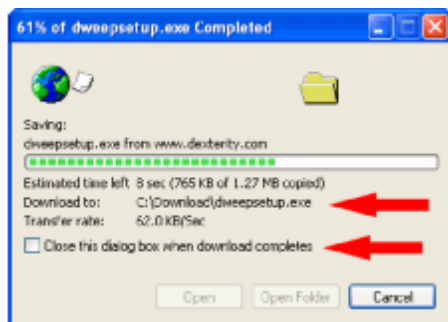 61% of dweepsetup.exe Completed
Saving:
dweepsetup.exe from www.dexterity.com
Estimated time left 8 sec (765 KB of 1.27 MB copied)
Download to: C:\Download\dweepsetup.exe
Transfer rate: 62.0 KB/Sec
Close this dialog box when download completes
Open Open Folder Cancel